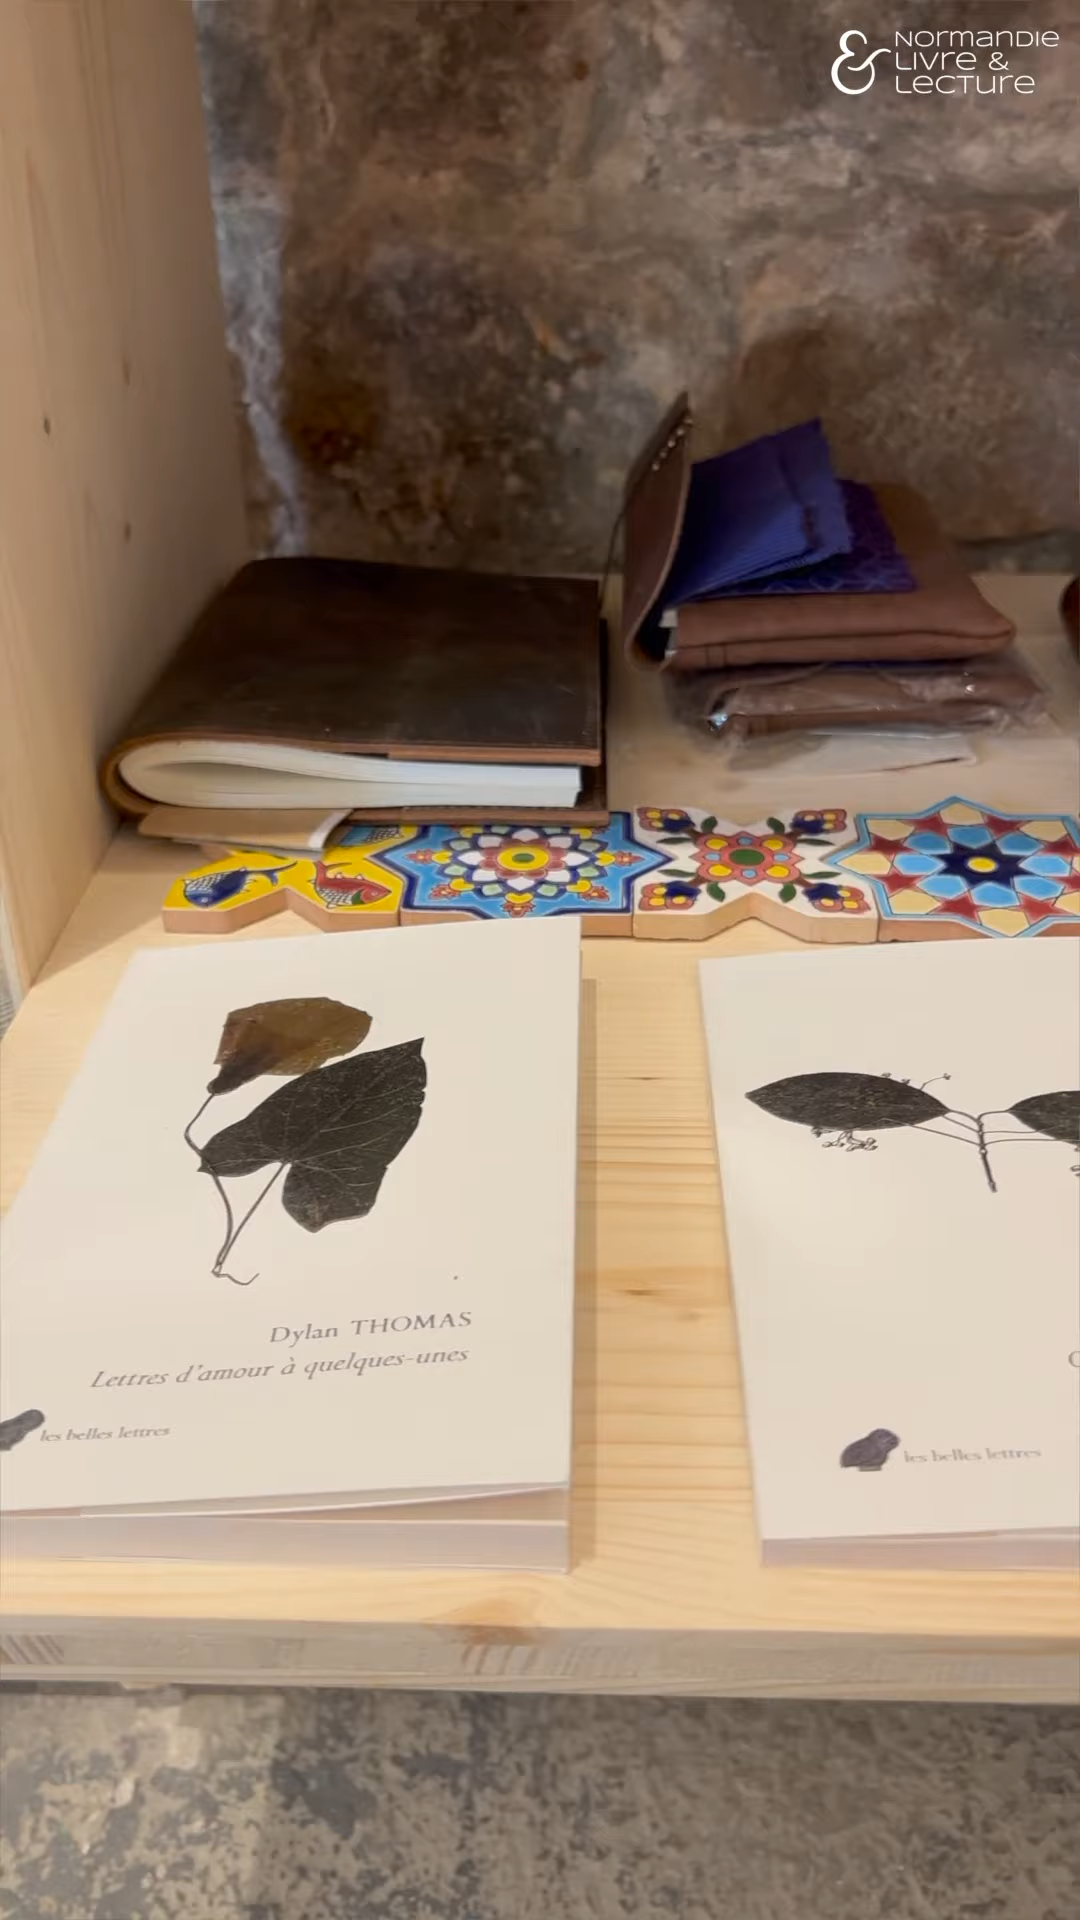 NORMANDIE
LIVRE &
LECTURE
Dylan THOMAS
Lettres d'amour à quelques-unes
les belles lettres
les belles lettres